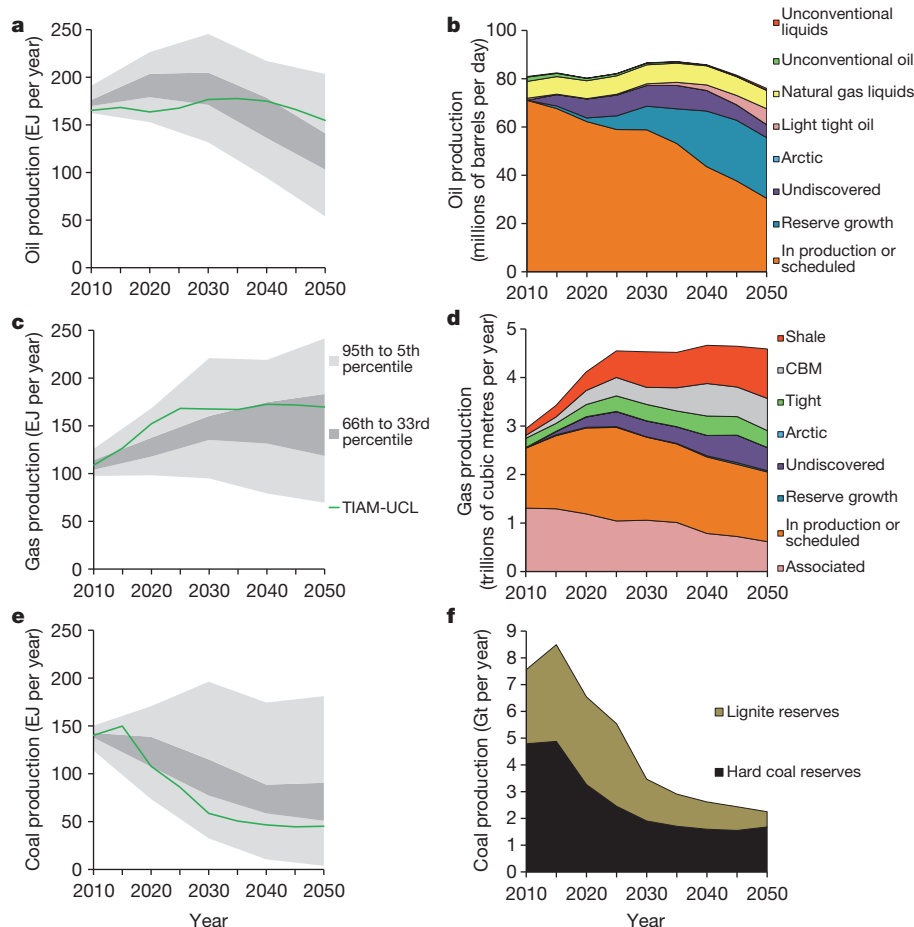 a
Oil production (EJ per year)
250
200
150
100
50
0
2010 2020 2030 2040 2050
b
Oil production
(millions of barrels per day)
100
80
60
40
20
0
2010 2020 2030 2040 2050
Unconventional
liquids
Unconventional oil
Natural gas liquids
Light tight oil
Arctic
Undiscovered
Reserve growth
In production or
scheduled
c
Gas production (EJ per year)
250
200
150
100
50
0
2010 2020 2030 2040 2050
95th to 5th
percentile
66th to 33rd
percentile
TIAM-UCL
d
Gas production
(trillions of cubic metres per year)
5
4
3
2
1
0
2010 2020 2030 2040 2050
Shale
CBM
Tight
Arctic
Undiscovered
Reserve growth
In production or
scheduled
Associated
e
Coal production (EJ per year)
250
200
150
100
50
0
2010 2020 2030 2040 2050
Year
f
Coal production (Gt per year)
9
8
7
6
5
4
3
2
1
0
2010 2020 2030 2040 2050
Year
Lignite reserves
Hard coal reserves